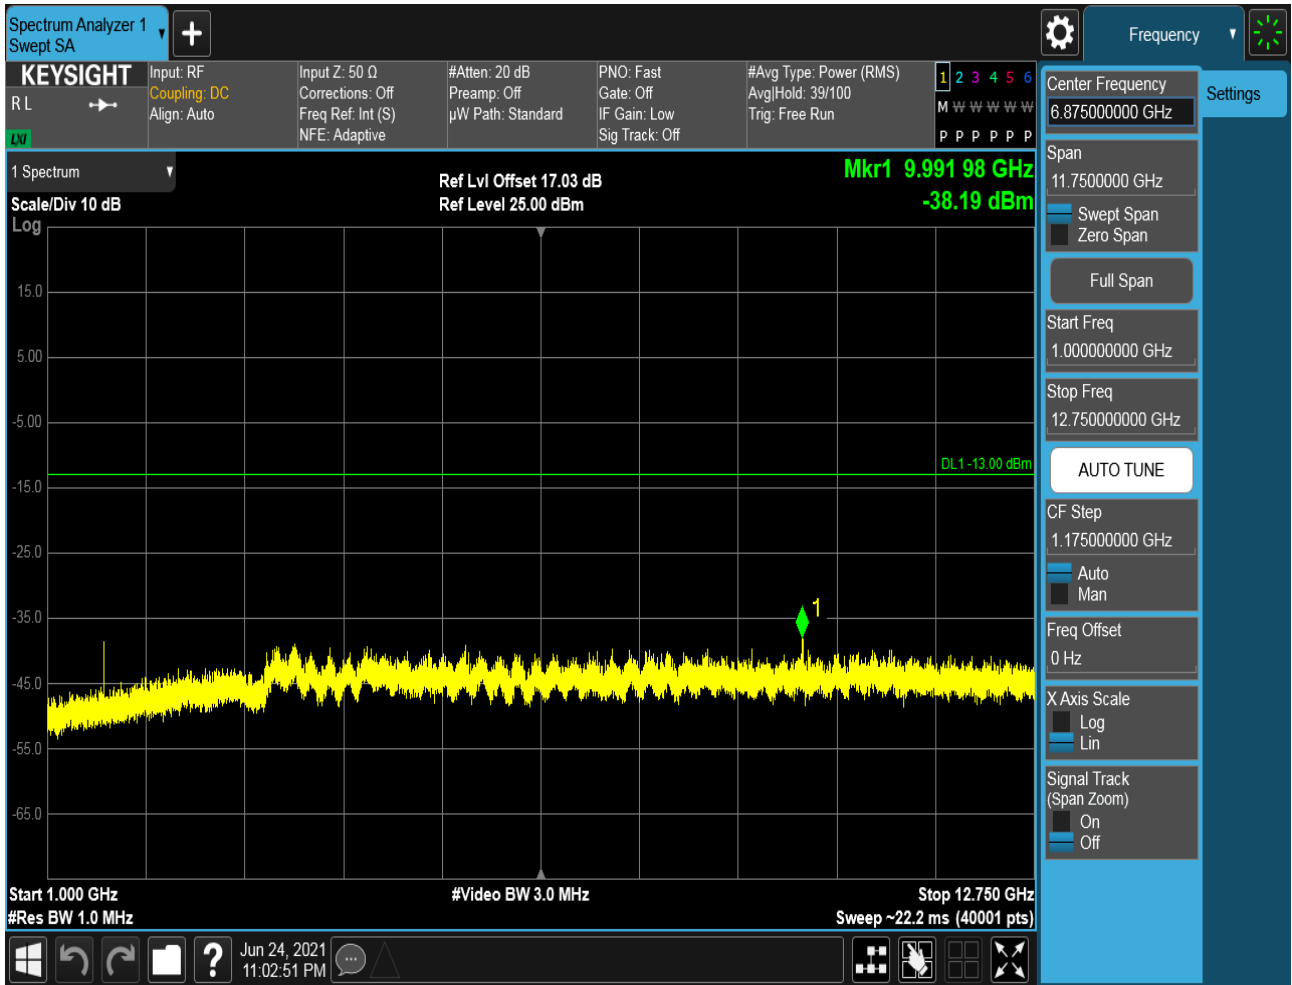 Spectrum Analyzer 1
Swept SA
+
Frequency
KEYSIGHT
R L
LXI
Input: RF
Coupling: DC
Align: Auto
Input Z: 50 Ω
Corrections: Off
Freq Ref: Int (S)
NFE: Adaptive
#Atten: 20 dB
Preamp: Off
µW Path: Standard
PNO: Fast
Gate: Off
IF Gain: Low
Sig Track: Off
#Avg Type: Power (RMS)
Avg|Hold: 39/100
Trig: Free Run
1 2 3 4 5 6
M W W W W W
P P P P P P
1 Spectrum
Scale/Div 10 dB
Log
Ref Lvl Offset 17.03 dB
Ref Level 25.00 dBm
Mkr1 9.991 98 GHz
-38.19 dBm
15.0
5.00
-5.00
DL1 -13.00 dBm
-15.0
-25.0
-35.0
1
-45.0
-55.0
-65.0
Start 1.000 GHz
#Video BW 3.0 MHz
Stop 12.750 GHz
#Res BW 1.0 MHz
Sweep ~22.2 ms (40001 pts)
Center Frequency
6.875000000 GHz
Settings
Span
11.7500000 GHz
Swept Span
Zero Span
Full Span
Start Freq
1.000000000 GHz
Stop Freq
12.750000000 GHz
AUTO TUNE
CF Step
1.175000000 GHz
Auto
Man
Freq Offset
0 Hz
X Axis Scale
Log
Lin
Signal Track
(Span Zoom)
On
Off
?
Jun 24, 2021
11:02:51 PM